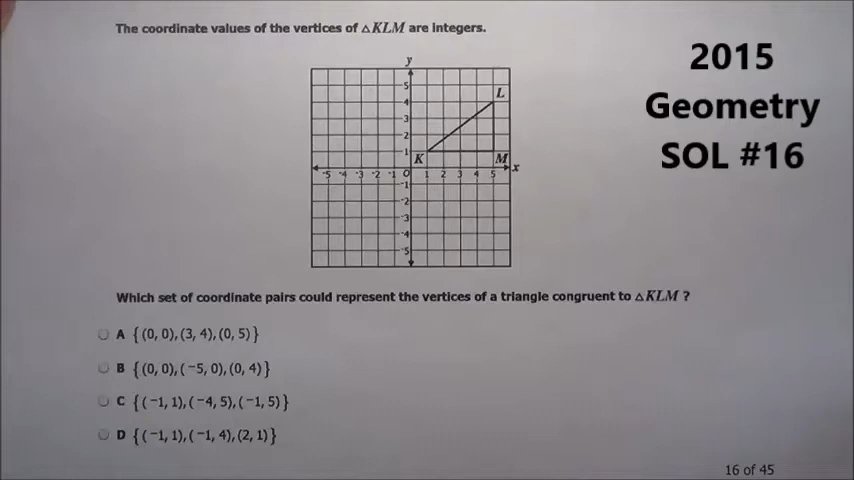 The coordinate values of the vertices of △KLM are integers.
2015
Geometry
SOL #16
y
5
L
4
3
2
1
K
M
-5 -4 -3 -2 -1 O 1 2 3 4 5 x
-1
-2
-3
-4
-5
Which set of coordinate pairs could represent the vertices of a triangle congruent to △KLM ?
A {(0, 0), (3, 4), (0, 5)}
B {(0, 0), (-5, 0), (0, 4)}
C {(-1, 1), (-4, 5), (-1, 5)}
D {(-1, 1), (-1, 4), (2, 1)}
16 of 45